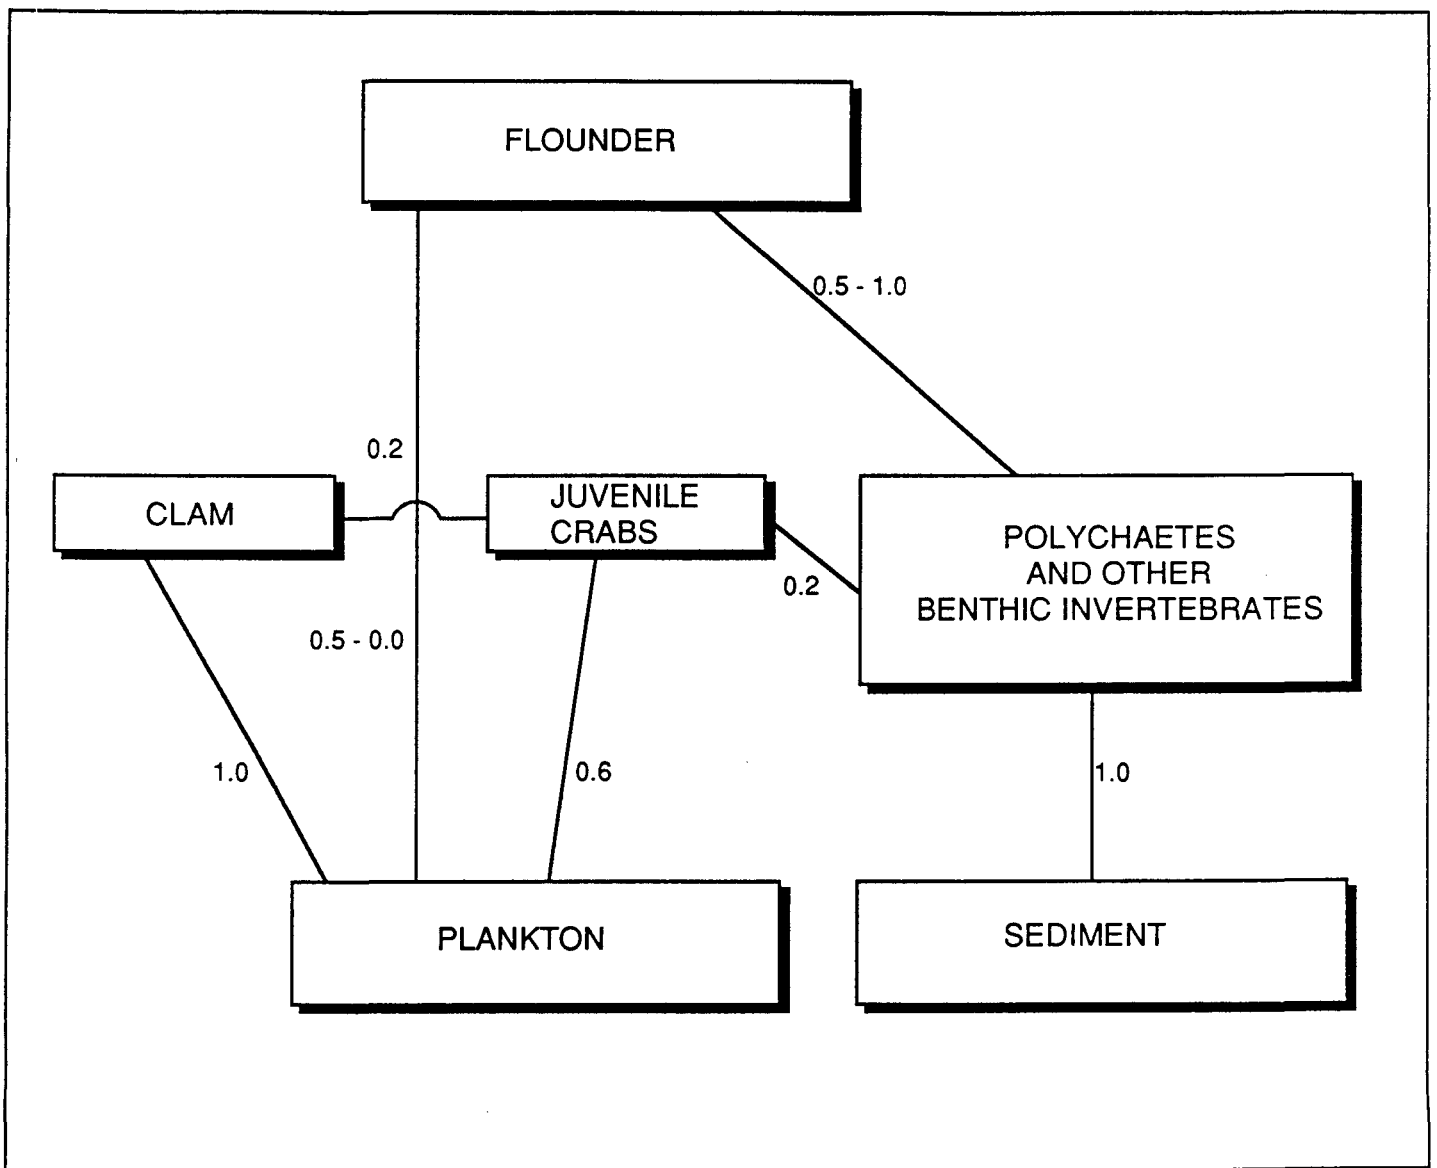 FLOUNDER
0.5 - 1.0
0.2
CLAM
JUVENILE
CRABS
POLYCHAETES
AND OTHER
BENTHIC INVERTEBRATES
0.2
0.5 - 0.0
1.0
0.6
1.0
PLANKTON
SEDIMENT